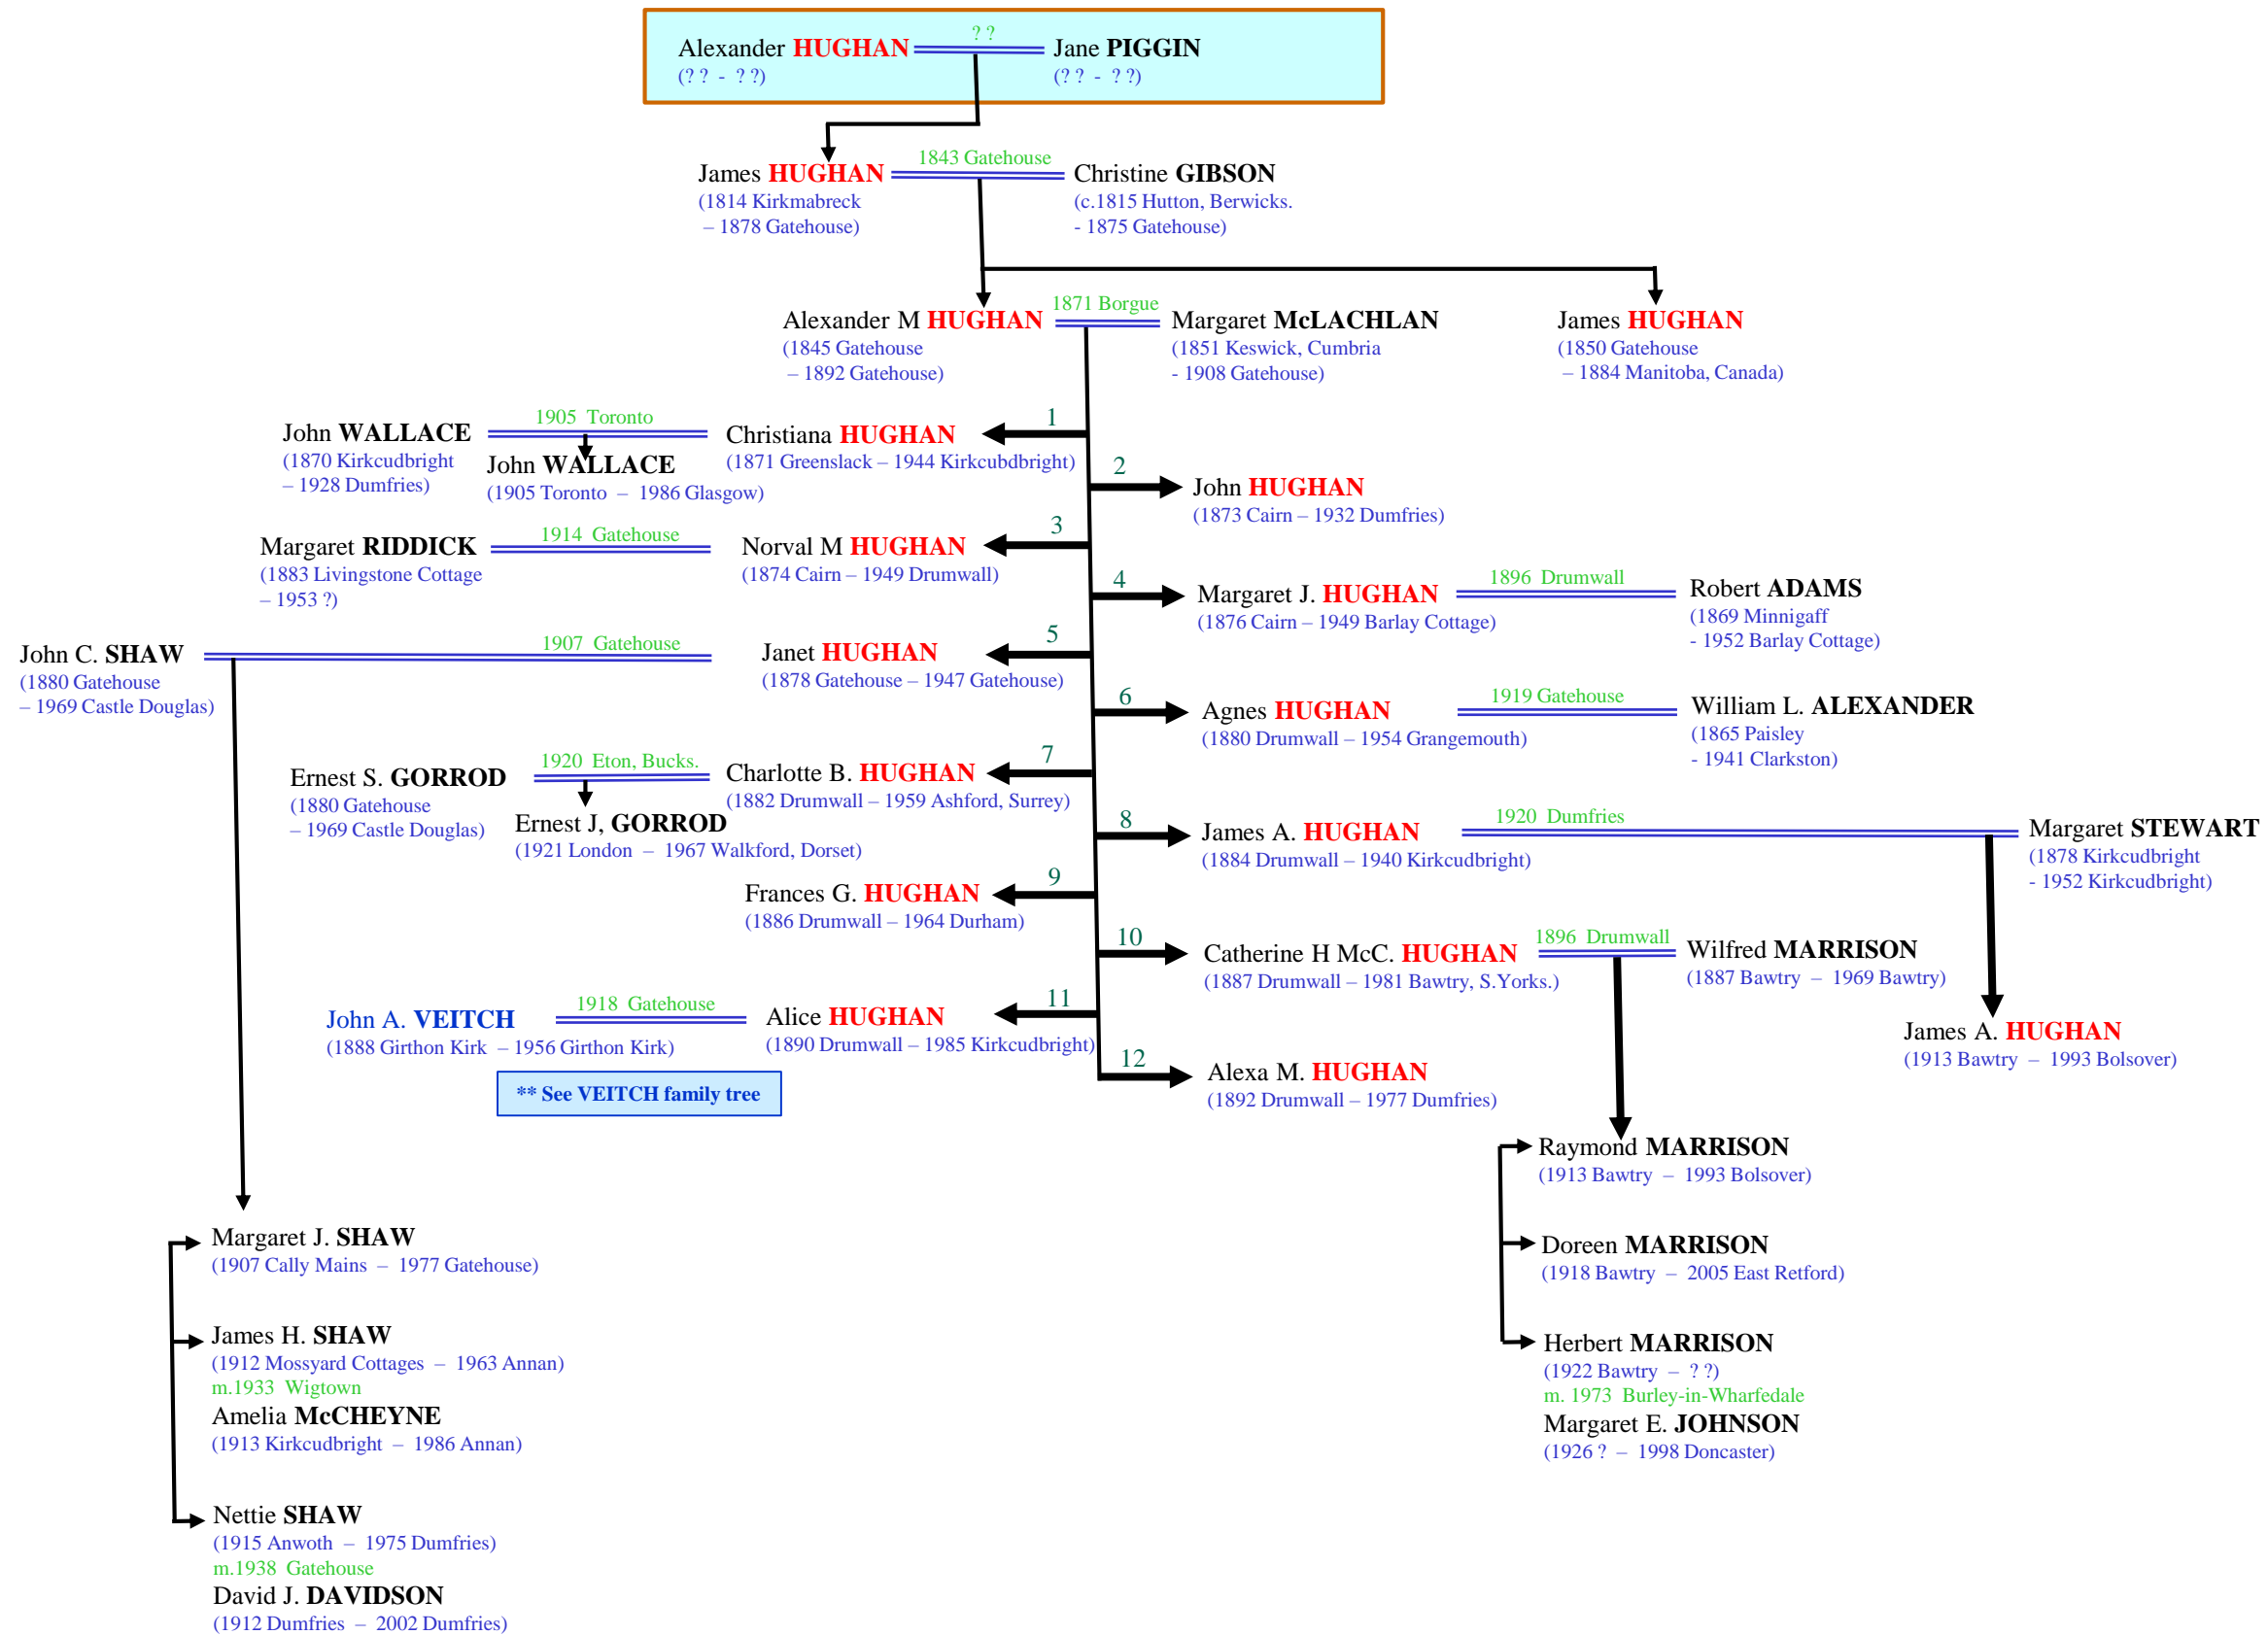 ? ?
Alexander HUGHAN
Jane PIGGIN
(? ? - ? ?)
(? ? - ? ?)
1843 Gatehouse
James HUGHAN
(1814 Kirkmabreck
– 1878 Gatehouse)
Christine GIBSON
(c.1815 Hutton, Berwicks.
- 1875 Gatehouse)
1871 Borgue
Alexander M HUGHAN
(1845 Gatehouse
– 1892 Gatehouse)
Margaret McLACHLAN
(1851 Keswick, Cumbria
- 1908 Gatehouse)
James HUGHAN
(1850 Gatehouse
– 1884 Manitoba, Canada)
John WALLACE
(1870 Kirkcudbright
– 1928 Dumfries)
1905 Toronto
John WALLACE
(1905 Toronto – 1986 Glasgow)
1
Christiana HUGHAN
(1871 Greenslack – 1944 Kirkcubdbright)
2
John HUGHAN
(1873 Cairn – 1932 Dumfries)
Margaret RIDDICK
(1883 Livingstone Cottage
– 1953 ?)
1914 Gatehouse
3
Norval M HUGHAN
(1874 Cairn – 1949 Drumwall)
4
Margaret J. HUGHAN
(1876 Cairn – 1949 Barlay Cottage)
1896 Drumwall
Robert ADAMS
(1869 Minnigaff
- 1952 Barlay Cottage)
John C. SHAW
(1880 Gatehouse
– 1969 Castle Douglas)
1907 Gatehouse
5
Janet HUGHAN
(1878 Gatehouse – 1947 Gatehouse)
6
Agnes HUGHAN
(1880 Drumwall – 1954 Grangemouth)
1919 Gatehouse
William L. ALEXANDER
(1865 Paisley
- 1941 Clarkston)
Ernest S. GORROD
(1880 Gatehouse
– 1969 Castle Douglas)
1920 Eton, Bucks.
Ernest J, GORROD
(1921 London – 1967 Walkford, Dorset)
7
Charlotte B. HUGHAN
(1882 Drumwall – 1959 Ashford, Surrey)
8
James A. HUGHAN
(1884 Drumwall – 1940 Kirkcudbright)
1920 Dumfries
Margaret STEWART
(1878 Kirkcudbright
- 1952 Kirkcudbright)
9
Frances G. HUGHAN
(1886 Drumwall – 1964 Durham)
10
Catherine H McC. HUGHAN
(1887 Drumwall – 1981 Bawtry, S.Yorks.)
1896 Drumwall
Wilfred MARRISON
(1887 Bawtry – 1969 Bawtry)
John A. VEITCH
(1888 Girthon Kirk – 1956 Girthon Kirk)
1918 Gatehouse
11
Alice HUGHAN
(1890 Drumwall – 1985 Kirkcudbright)
James A. HUGHAN
(1913 Bawtry – 1993 Bolsover)
** See VEITCH family tree
12
Alexa M. HUGHAN
(1892 Drumwall – 1977 Dumfries)
Raymond MARRISON
(1913 Bawtry – 1993 Bolsover)
Doreen MARRISON
(1918 Bawtry – 2005 East Retford)
Herbert MARRISON
(1922 Bawtry – ? ?)
m. 1973 Burley-in-Wharfedale
Margaret E. JOHNSON
(1926 ? – 1998 Doncaster)
Margaret J. SHAW
(1907 Cally Mains – 1977 Gatehouse)
James H. SHAW
(1912 Mossyard Cottages – 1963 Annan)
m.1933 Wigtown
Amelia McCHEYNE
(1913 Kirkcudbright – 1986 Annan)
Nettie SHAW
(1915 Anwoth – 1975 Dumfries)
m.1938 Gatehouse
David J. DAVIDSON
(1912 Dumfries – 2002 Dumfries)